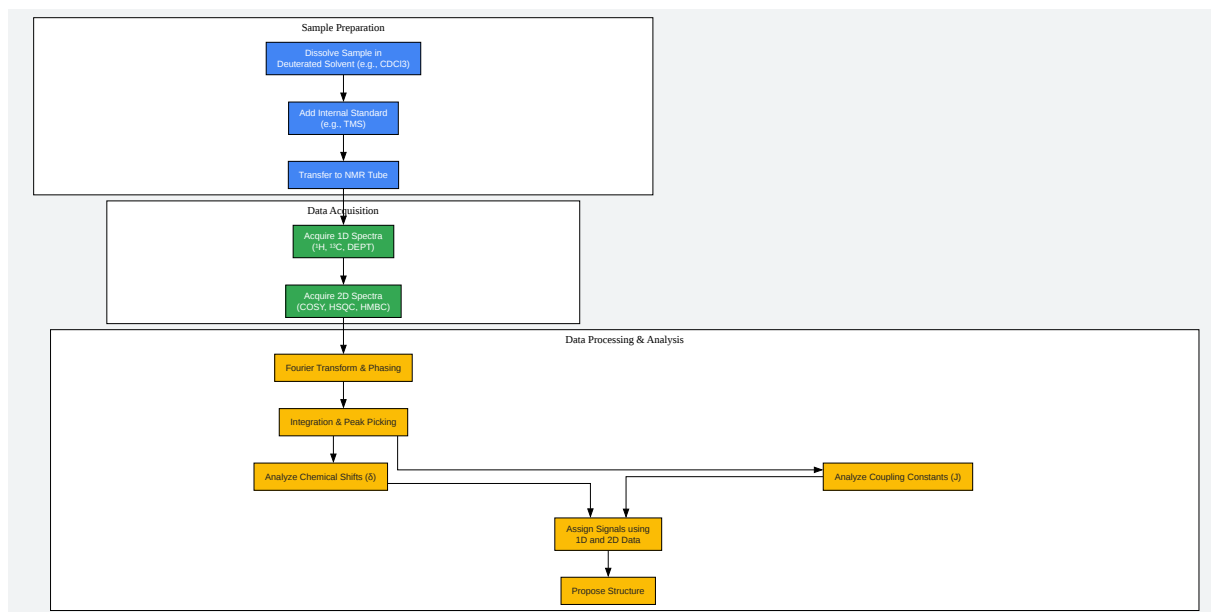 Sample Preparation
Dissolve Sample in
Deuterated Solvent (e.g., CDCl3)
Add Internal Standard
(e.g., TMS)
Transfer to NMR Tube
Data Acquisition
Acquire 1D Spectra
(¹H, ¹³C, DEPT)
Acquire 2D Spectra
(COSY, HSQC, HMBC)
Data Processing & Analysis
Fourier Transform & Phasing
Integration & Peak Picking
Analyze Chemical Shifts (δ)
Analyze Coupling Constants (J)
Assign Signals using
1D and 2D Data
Propose Structure